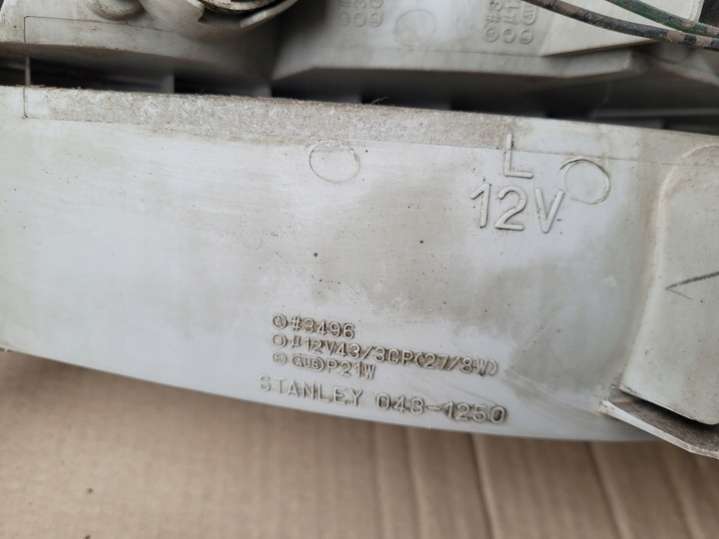 L
12V
#3496
#12V43/3CP(27/8W)
P21W
STANLEY 043-1250